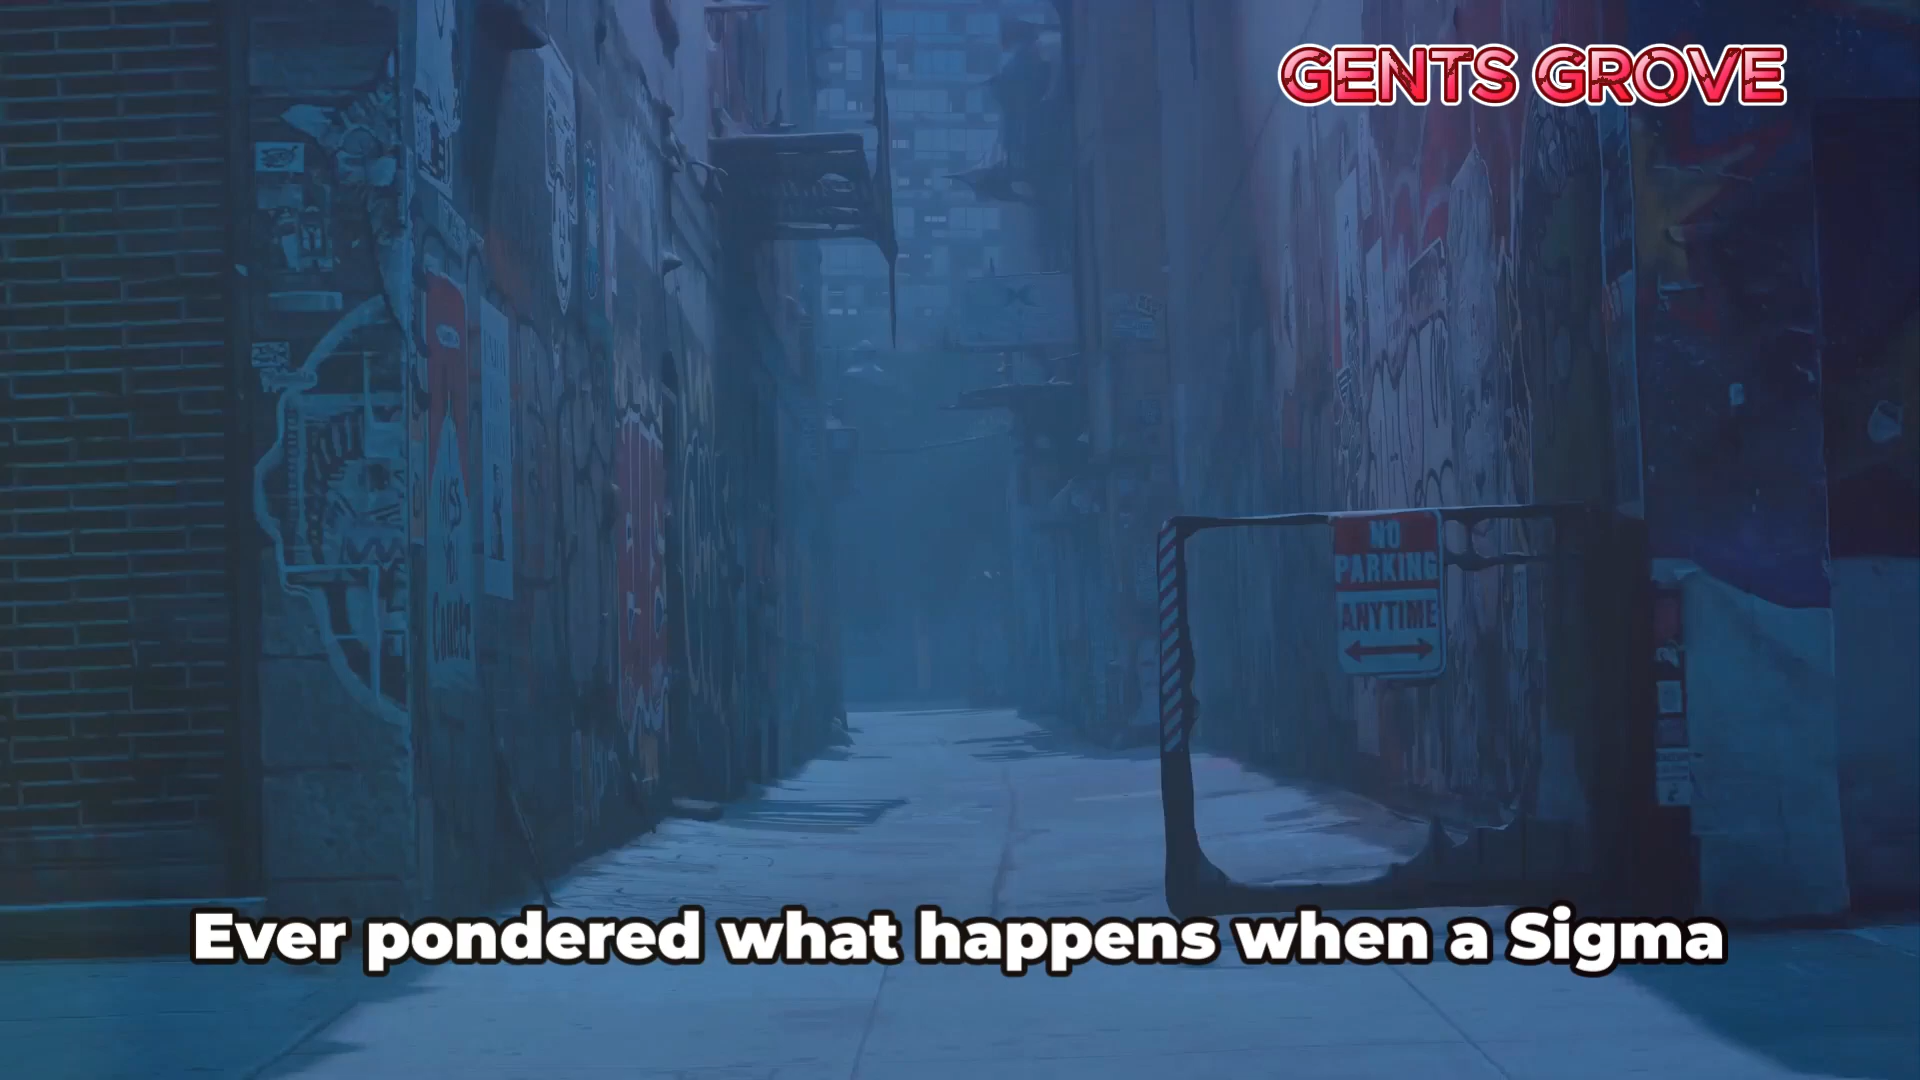 GENTS GROVE
NO
PARKING
ANYTIME
Ever pondered what happens when a Sigma